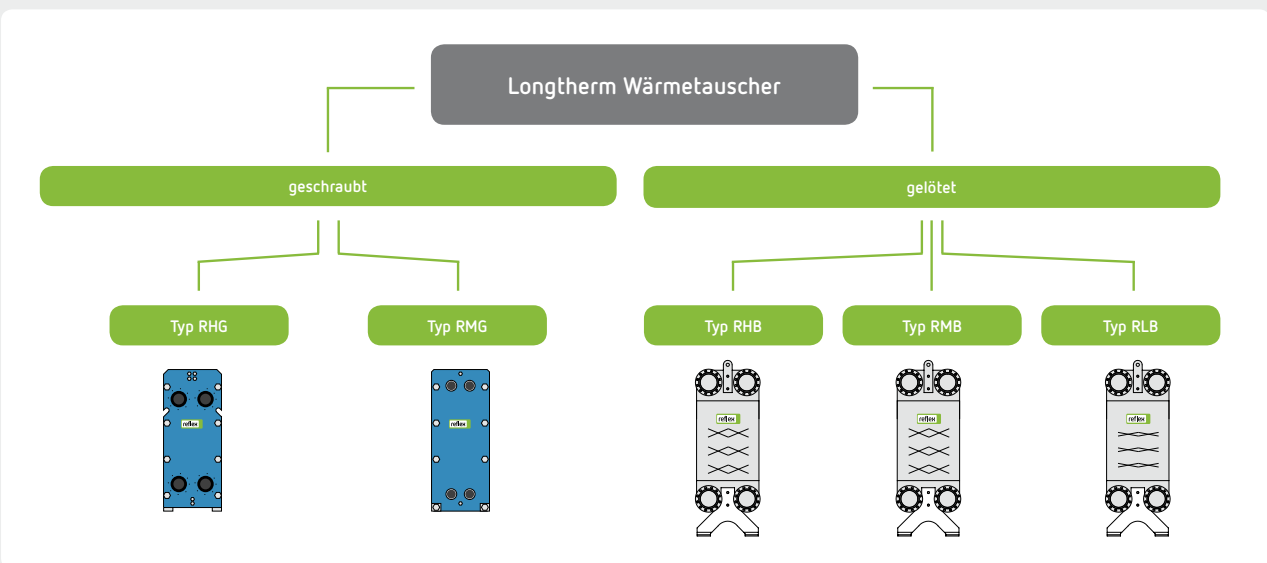 Longtherm Wärmetauscher
geschraubt
gelötet
Typ RHG
Typ RMG
Typ RHB
Typ RMB
Typ RLB
reflex
reflex
reflex
reflex
reflex